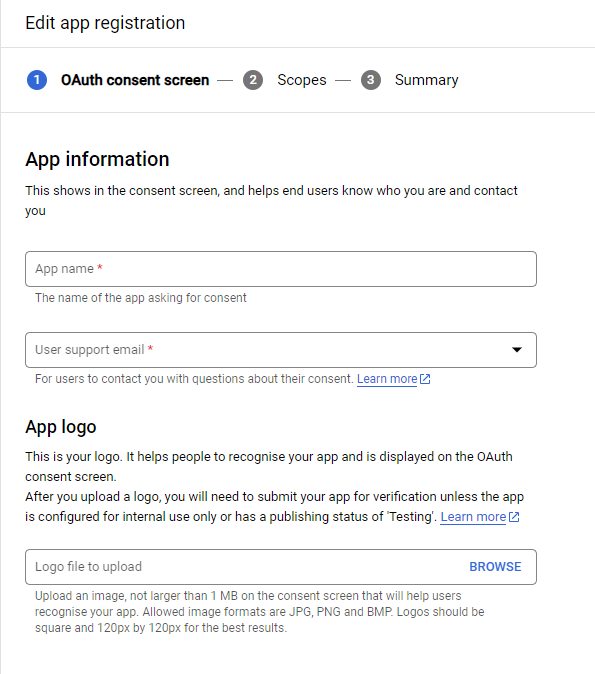 Edit app registration
1 OAuth consent screen — 2 Scopes — 3 Summary
App information
This shows in the consent screen, and helps end users know who you are and contact
you
App name *
The name of the app asking for consent
User support email *
For users to contact you with questions about their consent. Learn more
App logo
This is your logo. It helps people to recognise your app and is displayed on the OAuth
consent screen.
After you upload a logo, you will need to submit your app for verification unless the app
is configured for internal use only or has a publishing status of 'Testing'. Learn more
Logo file to upload BROWSE
Upload an image, not larger than 1 MB on the consent screen that will help users
recognise your app. Allowed image formats are JPG, PNG and BMP. Logos should be
square and 120px by 120px for the best results.